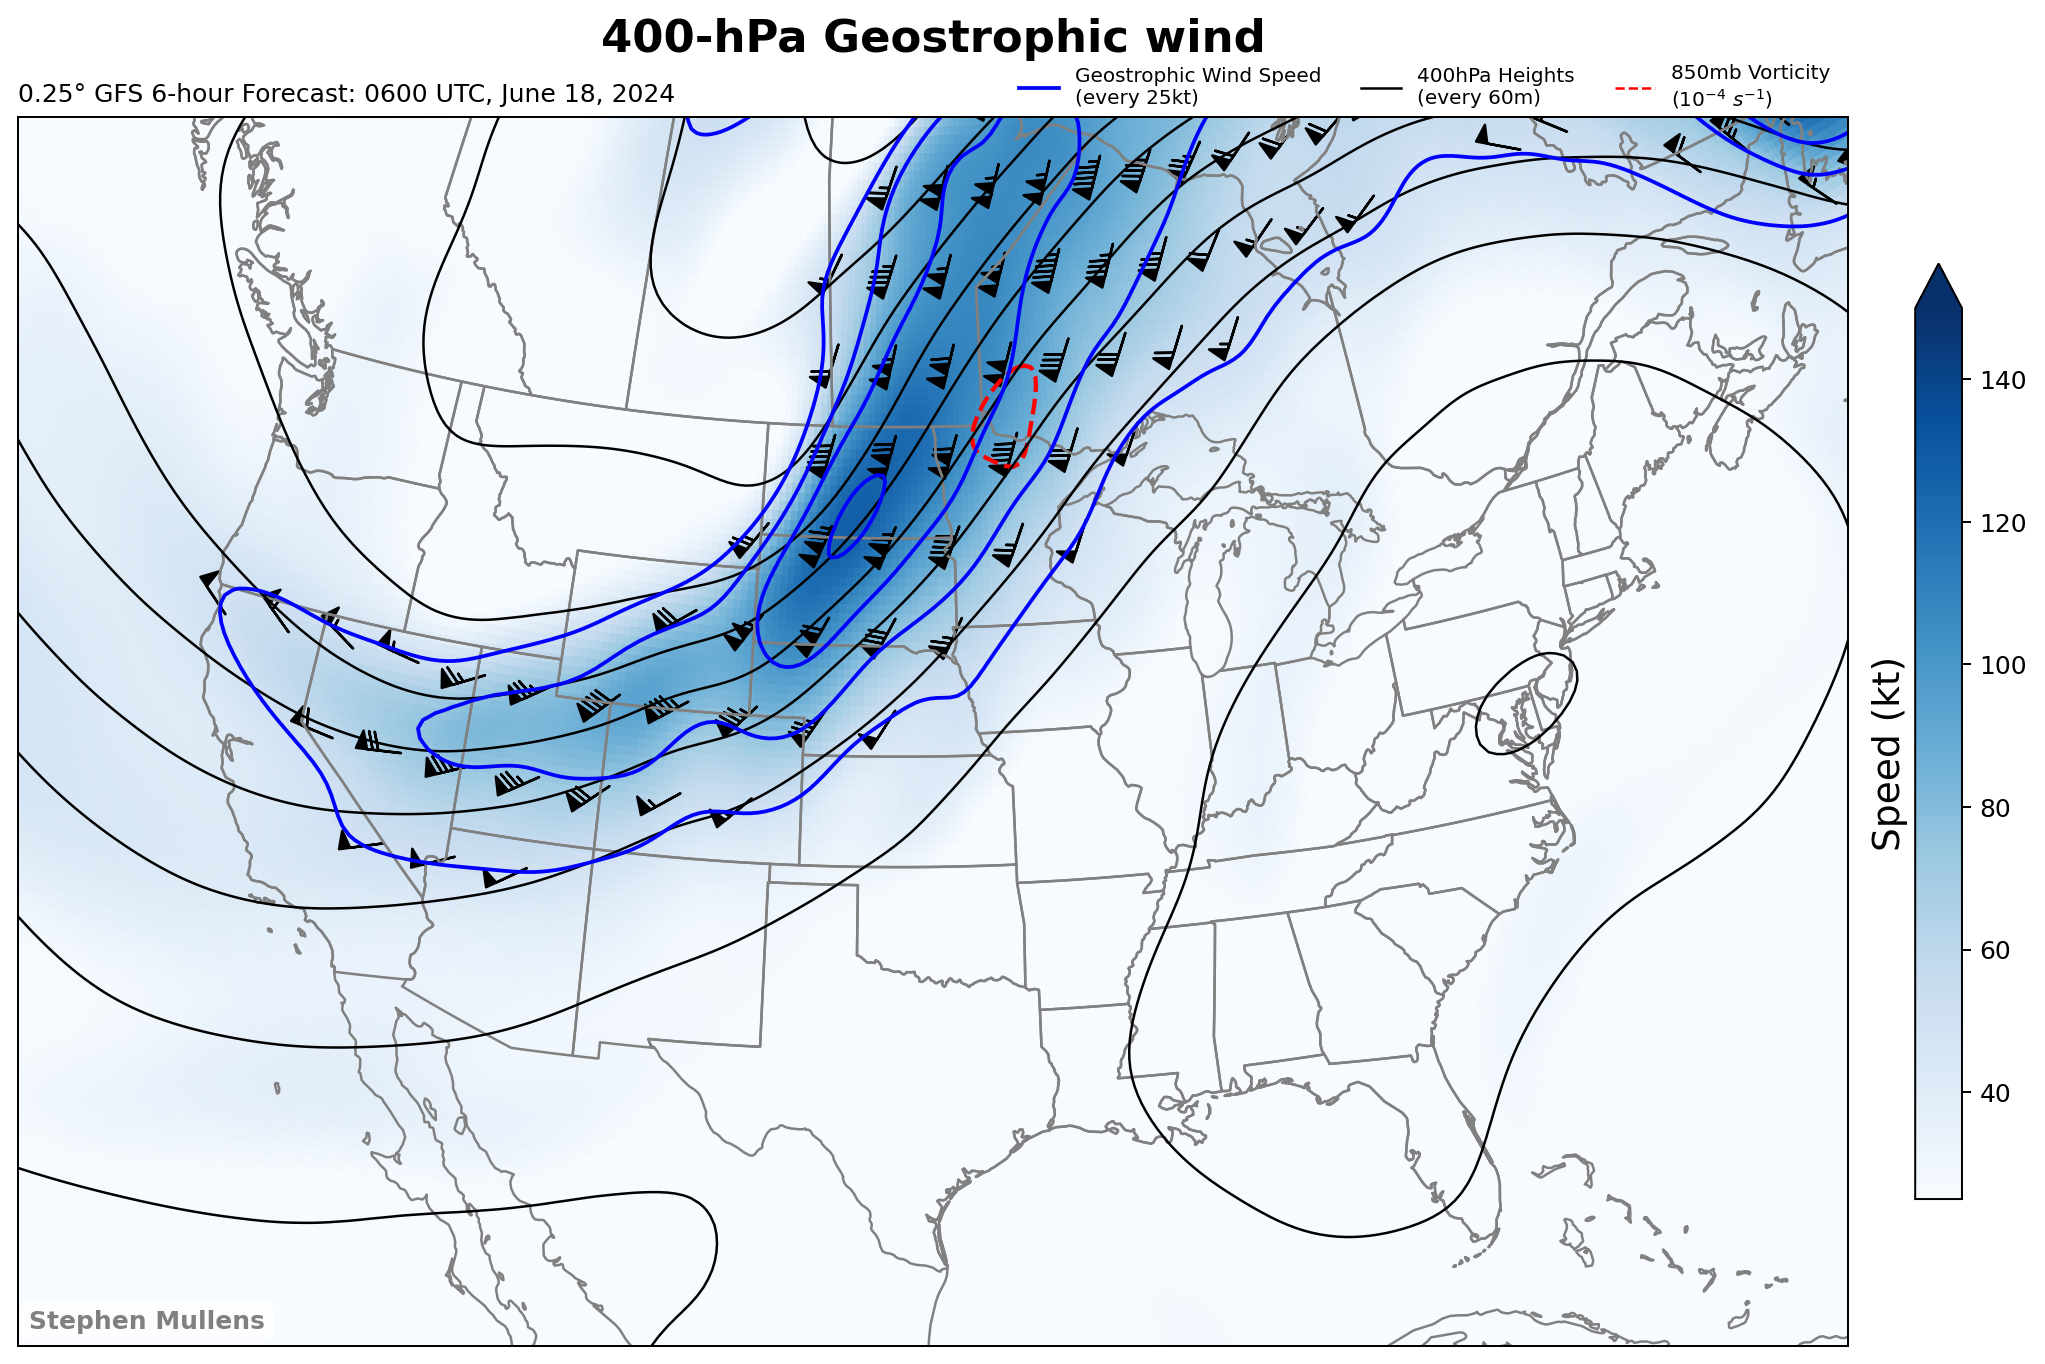 400-hPa Geostrophic wind
0.25° GFS 6-hour Forecast: 0600 UTC, June 18, 2024
Geostrophic Wind Speed
(every 25kt)
400hPa Heights
(every 60m)
850mb Vorticity
(10⁻⁴ s⁻¹)
140
120
100
80
60
40
Speed (kt)
Stephen Mullens